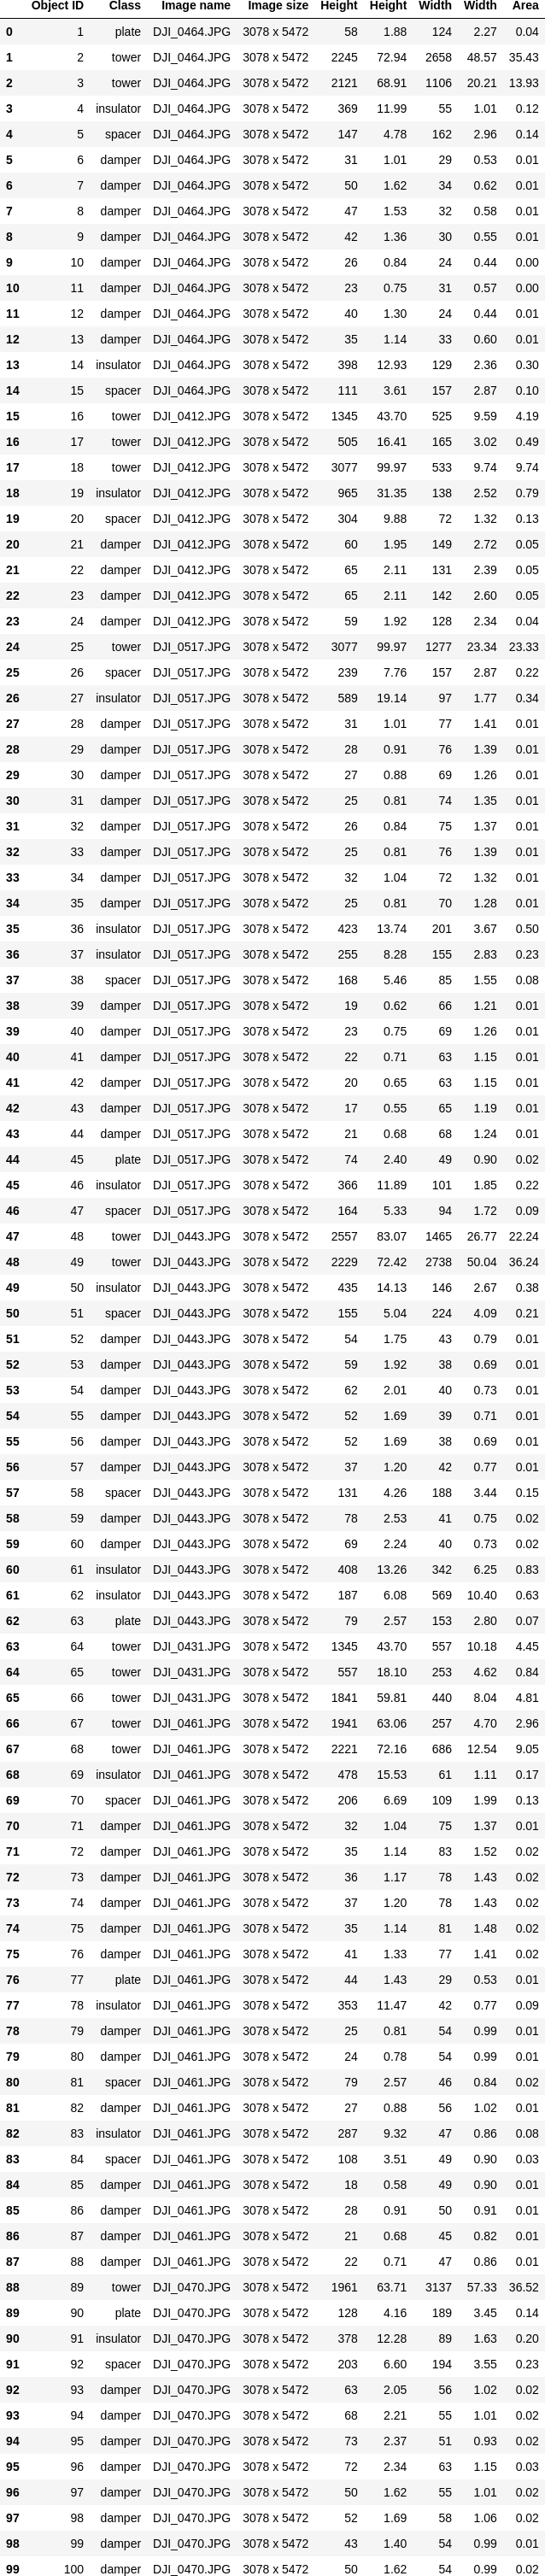 Object ID Class Image name Image size Height Height Width Width Area
0 1 plate DJI_0464.JPG 3078 x 5472 58 1.88 124 2.27 0.04
1 2 tower DJI_0464.JPG 3078 x 5472 2245 72.94 2658 48.57 35.43
2 3 tower DJI_0464.JPG 3078 x 5472 2121 68.91 1106 20.21 13.93
3 4 insulator DJI_0464.JPG 3078 x 5472 369 11.99 55 1.01 0.12
4 5 spacer DJI_0464.JPG 3078 x 5472 147 4.78 162 2.96 0.14
5 6 damper DJI_0464.JPG 3078 x 5472 31 1.01 29 0.53 0.01
6 7 damper DJI_0464.JPG 3078 x 5472 50 1.62 34 0.62 0.01
7 8 damper DJI_0464.JPG 3078 x 5472 47 1.53 32 0.58 0.01
8 9 damper DJI_0464.JPG 3078 x 5472 42 1.36 30 0.55 0.01
9 10 damper DJI_0464.JPG 3078 x 5472 26 0.84 24 0.44 0.00
10 11 damper DJI_0464.JPG 3078 x 5472 23 0.75 31 0.57 0.00
11 12 damper DJI_0464.JPG 3078 x 5472 40 1.30 24 0.44 0.01
12 13 damper DJI_0464.JPG 3078 x 5472 35 1.14 33 0.60 0.01
13 14 insulator DJI_0464.JPG 3078 x 5472 398 12.93 129 2.36 0.30
14 15 spacer DJI_0464.JPG 3078 x 5472 111 3.61 157 2.87 0.10
15 16 tower DJI_0412.JPG 3078 x 5472 1345 43.70 525 9.59 4.19
16 17 tower DJI_0412.JPG 3078 x 5472 505 16.41 165 3.02 0.49
17 18 tower DJI_0412.JPG 3078 x 5472 3077 99.97 533 9.74 9.74
18 19 insulator DJI_0412.JPG 3078 x 5472 965 31.35 138 2.52 0.79
19 20 spacer DJI_0412.JPG 3078 x 5472 304 9.88 72 1.32 0.13
20 21 damper DJI_0412.JPG 3078 x 5472 60 1.95 149 2.72 0.05
21 22 damper DJI_0412.JPG 3078 x 5472 65 2.11 131 2.39 0.05
22 23 damper DJI_0412.JPG 3078 x 5472 65 2.11 142 2.60 0.05
23 24 damper DJI_0412.JPG 3078 x 5472 59 1.92 128 2.34 0.04
24 25 tower DJI_0517.JPG 3078 x 5472 3077 99.97 1277 23.34 23.33
25 26 spacer DJI_0517.JPG 3078 x 5472 239 7.76 157 2.87 0.22
26 27 insulator DJI_0517.JPG 3078 x 5472 589 19.14 97 1.77 0.34
27 28 damper DJI_0517.JPG 3078 x 5472 31 1.01 77 1.41 0.01
28 29 damper DJI_0517.JPG 3078 x 5472 28 0.91 76 1.39 0.01
29 30 damper DJI_0517.JPG 3078 x 5472 27 0.88 69 1.26 0.01
30 31 damper DJI_0517.JPG 3078 x 5472 25 0.81 74 1.35 0.01
31 32 damper DJI_0517.JPG 3078 x 5472 26 0.84 75 1.37 0.01
32 33 damper DJI_0517.JPG 3078 x 5472 25 0.81 76 1.39 0.01
33 34 damper DJI_0517.JPG 3078 x 5472 32 1.04 72 1.32 0.01
34 35 damper DJI_0517.JPG 3078 x 5472 25 0.81 70 1.28 0.01
35 36 insulator DJI_0517.JPG 3078 x 5472 423 13.74 201 3.67 0.50
36 37 insulator DJI_0517.JPG 3078 x 5472 255 8.28 155 2.83 0.23
37 38 spacer DJI_0517.JPG 3078 x 5472 168 5.46 85 1.55 0.08
38 39 damper DJI_0517.JPG 3078 x 5472 19 0.62 66 1.21 0.01
39 40 damper DJI_0517.JPG 3078 x 5472 23 0.75 69 1.26 0.01
40 41 damper DJI_0517.JPG 3078 x 5472 22 0.71 63 1.15 0.01
41 42 damper DJI_0517.JPG 3078 x 5472 20 0.65 63 1.15 0.01
42 43 damper DJI_0517.JPG 3078 x 5472 17 0.55 65 1.19 0.01
43 44 damper DJI_0517.JPG 3078 x 5472 21 0.68 68 1.24 0.01
44 45 plate DJI_0517.JPG 3078 x 5472 74 2.40 49 0.90 0.02
45 46 insulator DJI_0517.JPG 3078 x 5472 366 11.89 101 1.85 0.22
46 47 spacer DJI_0517.JPG 3078 x 5472 164 5.33 94 1.72 0.09
47 48 tower DJI_0443.JPG 3078 x 5472 2557 83.07 1465 26.77 22.24
48 49 tower DJI_0443.JPG 3078 x 5472 2229 72.42 2738 50.04 36.24
49 50 insulator DJI_0443.JPG 3078 x 5472 435 14.13 146 2.67 0.38
50 51 spacer DJI_0443.JPG 3078 x 5472 155 5.04 224 4.09 0.21
51 52 damper DJI_0443.JPG 3078 x 5472 54 1.75 43 0.79 0.01
52 53 damper DJI_0443.JPG 3078 x 5472 59 1.92 38 0.69 0.01
53 54 damper DJI_0443.JPG 3078 x 5472 62 2.01 40 0.73 0.01
54 55 damper DJI_0443.JPG 3078 x 5472 52 1.69 39 0.71 0.01
55 56 damper DJI_0443.JPG 3078 x 5472 52 1.69 38 0.69 0.01
56 57 damper DJI_0443.JPG 3078 x 5472 37 1.20 42 0.77 0.01
57 58 spacer DJI_0443.JPG 3078 x 5472 131 4.26 188 3.44 0.15
58 59 damper DJI_0443.JPG 3078 x 5472 78 2.53 41 0.75 0.02
59 60 damper DJI_0443.JPG 3078 x 5472 69 2.24 40 0.73 0.02
60 61 insulator DJI_0443.JPG 3078 x 5472 408 13.26 342 6.25 0.83
61 62 insulator DJI_0443.JPG 3078 x 5472 187 6.08 569 10.40 0.63
62 63 plate DJI_0443.JPG 3078 x 5472 79 2.57 153 2.80 0.07
63 64 tower DJI_0431.JPG 3078 x 5472 1345 43.70 557 10.18 4.45
64 65 tower DJI_0431.JPG 3078 x 5472 557 18.10 253 4.62 0.84
65 66 tower DJI_0431.JPG 3078 x 5472 1841 59.81 440 8.04 4.81
66 67 tower DJI_0461.JPG 3078 x 5472 1941 63.06 257 4.70 2.96
67 68 tower DJI_0461.JPG 3078 x 5472 2221 72.16 686 12.54 9.05
68 69 insulator DJI_0461.JPG 3078 x 5472 478 15.53 61 1.11 0.17
69 70 spacer DJI_0461.JPG 3078 x 5472 206 6.69 109 1.99 0.13
70 71 damper DJI_0461.JPG 3078 x 5472 32 1.04 75 1.37 0.01
71 72 damper DJI_0461.JPG 3078 x 5472 35 1.14 83 1.52 0.02
72 73 damper DJI_0461.JPG 3078 x 5472 36 1.17 78 1.43 0.02
73 74 damper DJI_0461.JPG 3078 x 5472 37 1.20 78 1.43 0.02
74 75 damper DJI_0461.JPG 3078 x 5472 35 1.14 81 1.48 0.02
75 76 damper DJI_0461.JPG 3078 x 5472 41 1.33 77 1.41 0.02
76 77 plate DJI_0461.JPG 3078 x 5472 44 1.43 29 0.53 0.01
77 78 insulator DJI_0461.JPG 3078 x 5472 353 11.47 42 0.77 0.09
78 79 damper DJI_0461.JPG 3078 x 5472 25 0.81 54 0.99 0.01
79 80 damper DJI_0461.JPG 3078 x 5472 24 0.78 54 0.99 0.01
80 81 spacer DJI_0461.JPG 3078 x 5472 79 2.57 46 0.84 0.02
81 82 damper DJI_0461.JPG 3078 x 5472 27 0.88 56 1.02 0.01
82 83 insulator DJI_0461.JPG 3078 x 5472 287 9.32 47 0.86 0.08
83 84 spacer DJI_0461.JPG 3078 x 5472 108 3.51 49 0.90 0.03
84 85 damper DJI_0461.JPG 3078 x 5472 18 0.58 49 0.90 0.01
85 86 damper DJI_0461.JPG 3078 x 5472 28 0.91 50 0.91 0.01
86 87 damper DJI_0461.JPG 3078 x 5472 21 0.68 45 0.82 0.01
87 88 damper DJI_0461.JPG 3078 x 5472 22 0.71 47 0.86 0.01
88 89 tower DJI_0470.JPG 3078 x 5472 1961 63.71 3137 57.33 36.52
89 90 plate DJI_0470.JPG 3078 x 5472 128 4.16 189 3.45 0.14
90 91 insulator DJI_0470.JPG 3078 x 5472 378 12.28 89 1.63 0.20
91 92 spacer DJI_0470.JPG 3078 x 5472 203 6.60 194 3.55 0.23
92 93 damper DJI_0470.JPG 3078 x 5472 63 2.05 56 1.02 0.02
93 94 damper DJI_0470.JPG 3078 x 5472 68 2.21 55 1.01 0.02
94 95 damper DJI_0470.JPG 3078 x 5472 73 2.37 51 0.93 0.02
95 96 damper DJI_0470.JPG 3078 x 5472 72 2.34 63 1.15 0.03
96 97 damper DJI_0470.JPG 3078 x 5472 50 1.62 55 1.01 0.02
97 98 damper DJI_0470.JPG 3078 x 5472 52 1.69 58 1.06 0.02
98 99 damper DJI_0470.JPG 3078 x 5472 43 1.40 54 0.99 0.01
99 100 damper DJI_0470.JPG 3078 x 5472 50 1.62 54 0.99 0.02